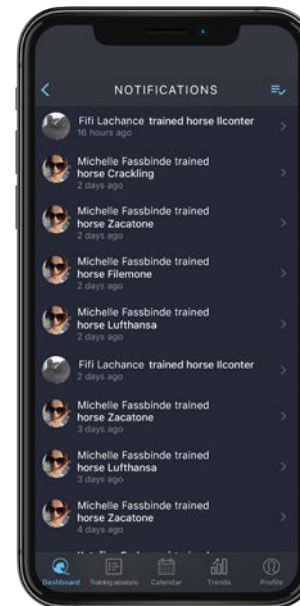 NOTIFICATIONS
Fifi Lachance trained horse Ilconter
16 hours ago
Michelle Fassbinde trained
horse Crackling
2 days ago
Michelle Fassbinde trained
horse Zacatone
2 days ago
Michelle Fassbinde trained
horse Filemone
2 days ago
Michelle Fassbinde trained
horse Lufthansa
2 days ago
Fifi Lachance trained horse Ilconter
2 days ago
Michelle Fassbinde trained
horse Zacatone
3 days ago
Michelle Fassbinde trained
horse Lufthansa
3 days ago
Michelle Fassbinde trained
horse Zacatone
4 days ago
Dashboard Training sessions Calendar Trends Profile